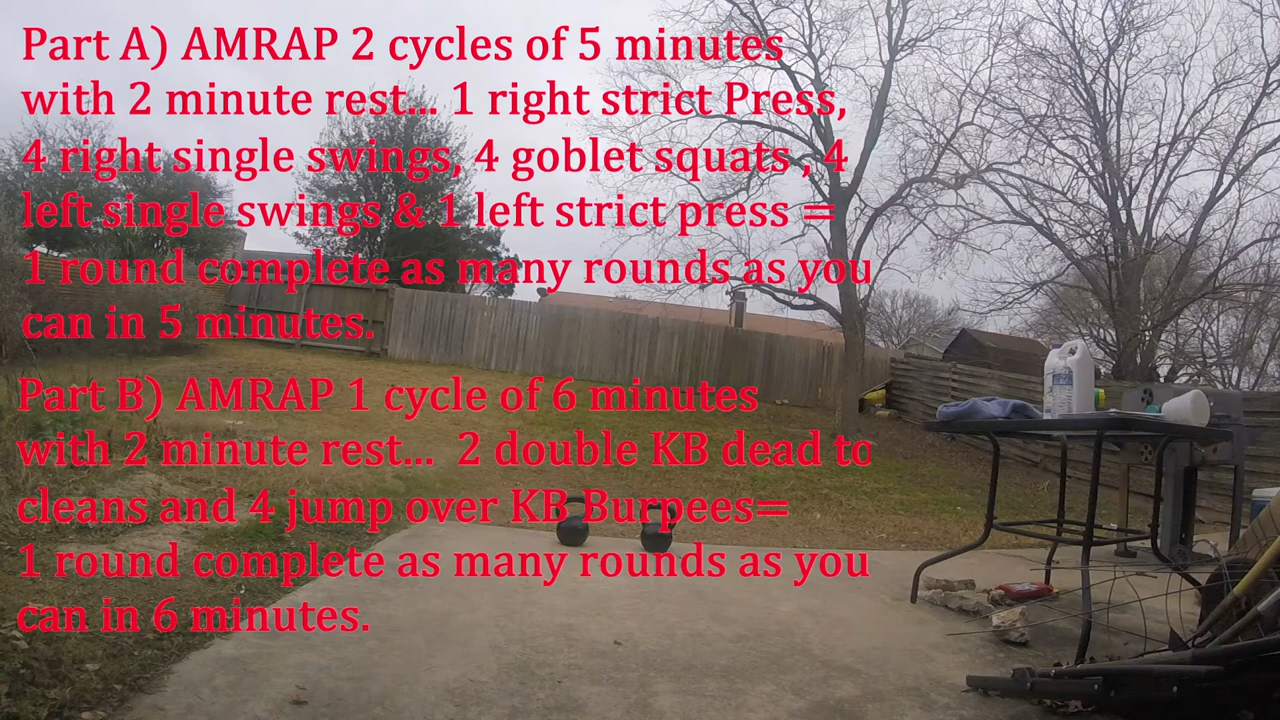 Part A) AMRAP 2 cycles of 5 minutes
with 2 minute rest... 1 right strict Press,
4 right single swings, 4 goblet squats , 4
left single swings & 1 left strict press =
1 round complete as many rounds as you
can in 5 minutes.
Part B) AMRAP 1 cycle of 6 minutes
with 2 minute rest...  2 double KB dead to
cleans and 4 jump over KB Burpees=
1 round complete as many rounds as you
can in 6 minutes.